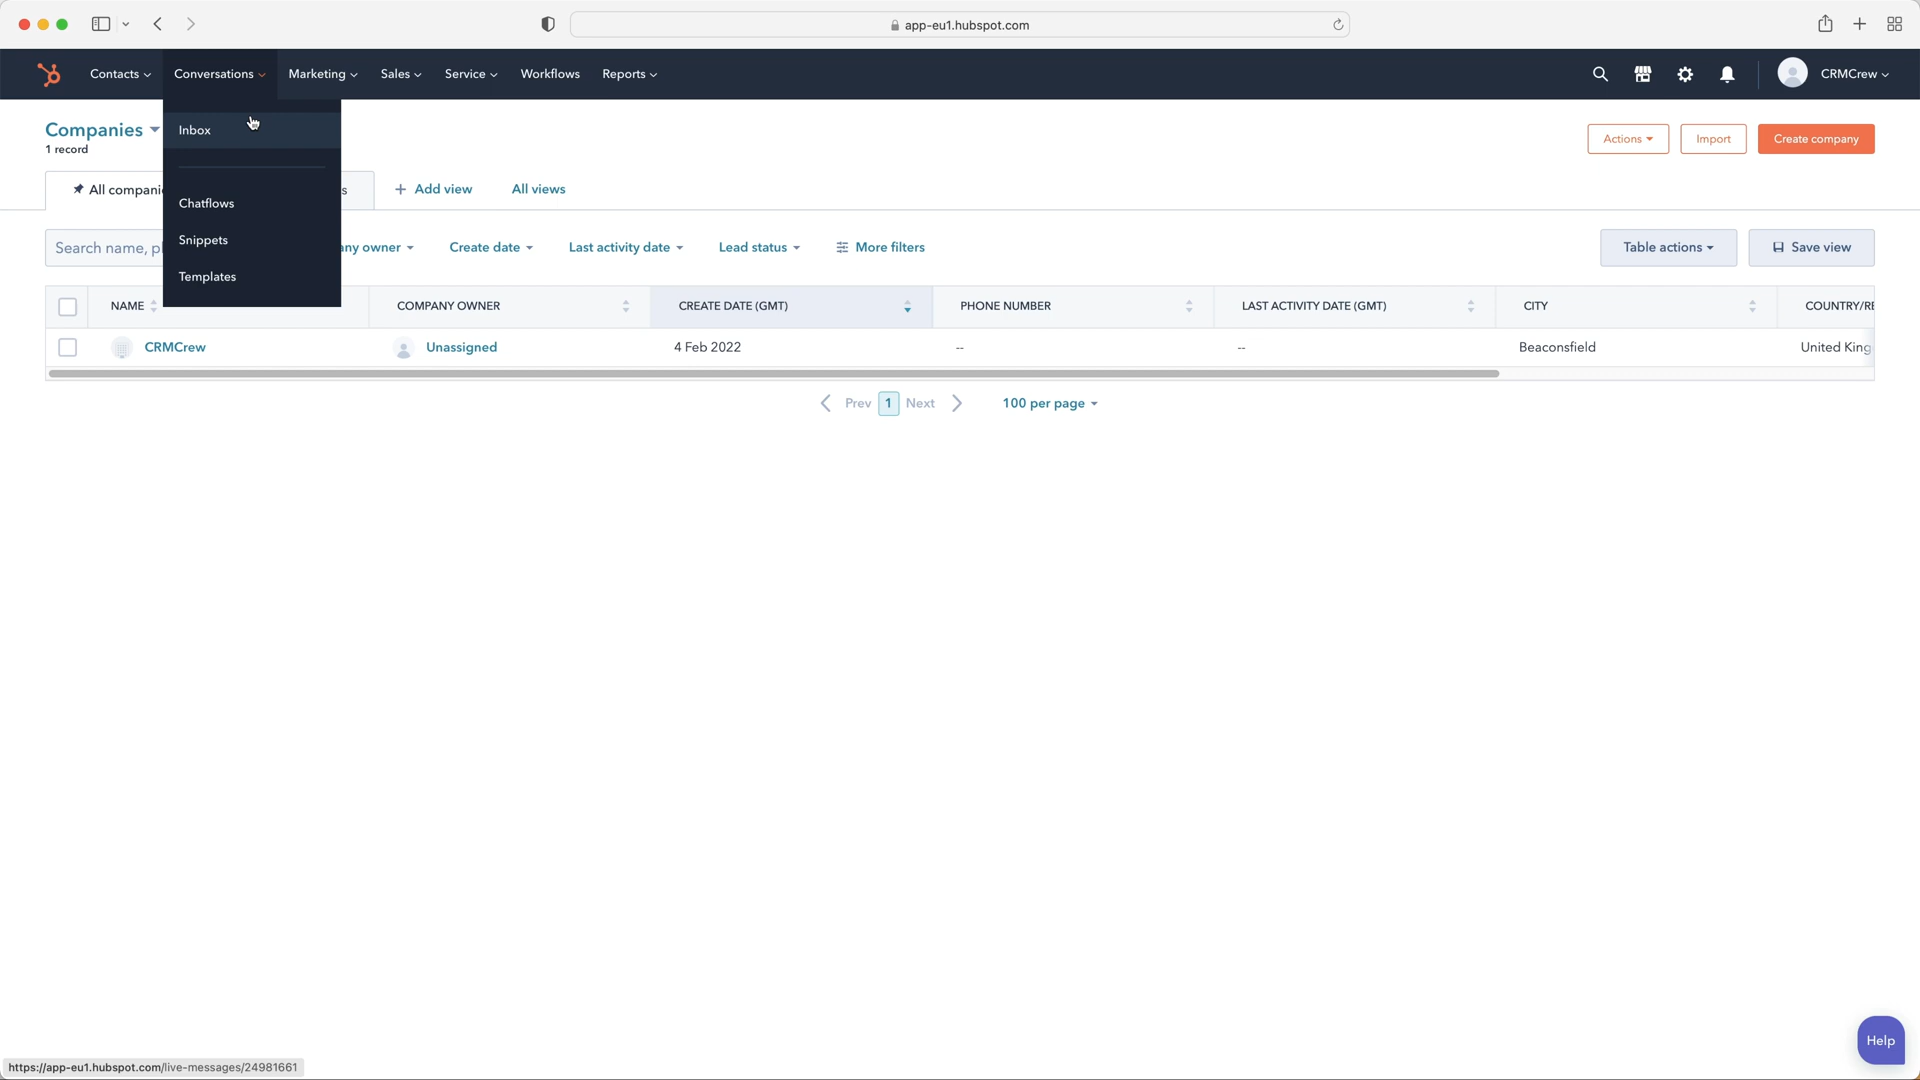 app-eu1.hubspot.com
Contacts
Conversations
Marketing
Sales
Service
Workflows
Reports
CRMCrew
Inbox
Chatflows
Snippets
Templates
Companies
1 record
Actions
Import
Create company
All compani
s
+ Add view
All views
Search name, p
any owner
Create date
Last activity date
Lead status
More filters
Table actions
Save view
NAME
COMPANY OWNER
CREATE DATE (GMT)
PHONE NUMBER
LAST ACTIVITY DATE (GMT)
CITY
COUNTRY/RE
CRMCrew
Unassigned
4 Feb 2022
--
--
Beaconsfield
United King
Prev
1
Next
100 per page
Help
https://app-eu1.hubspot.com/live-messages/24981661